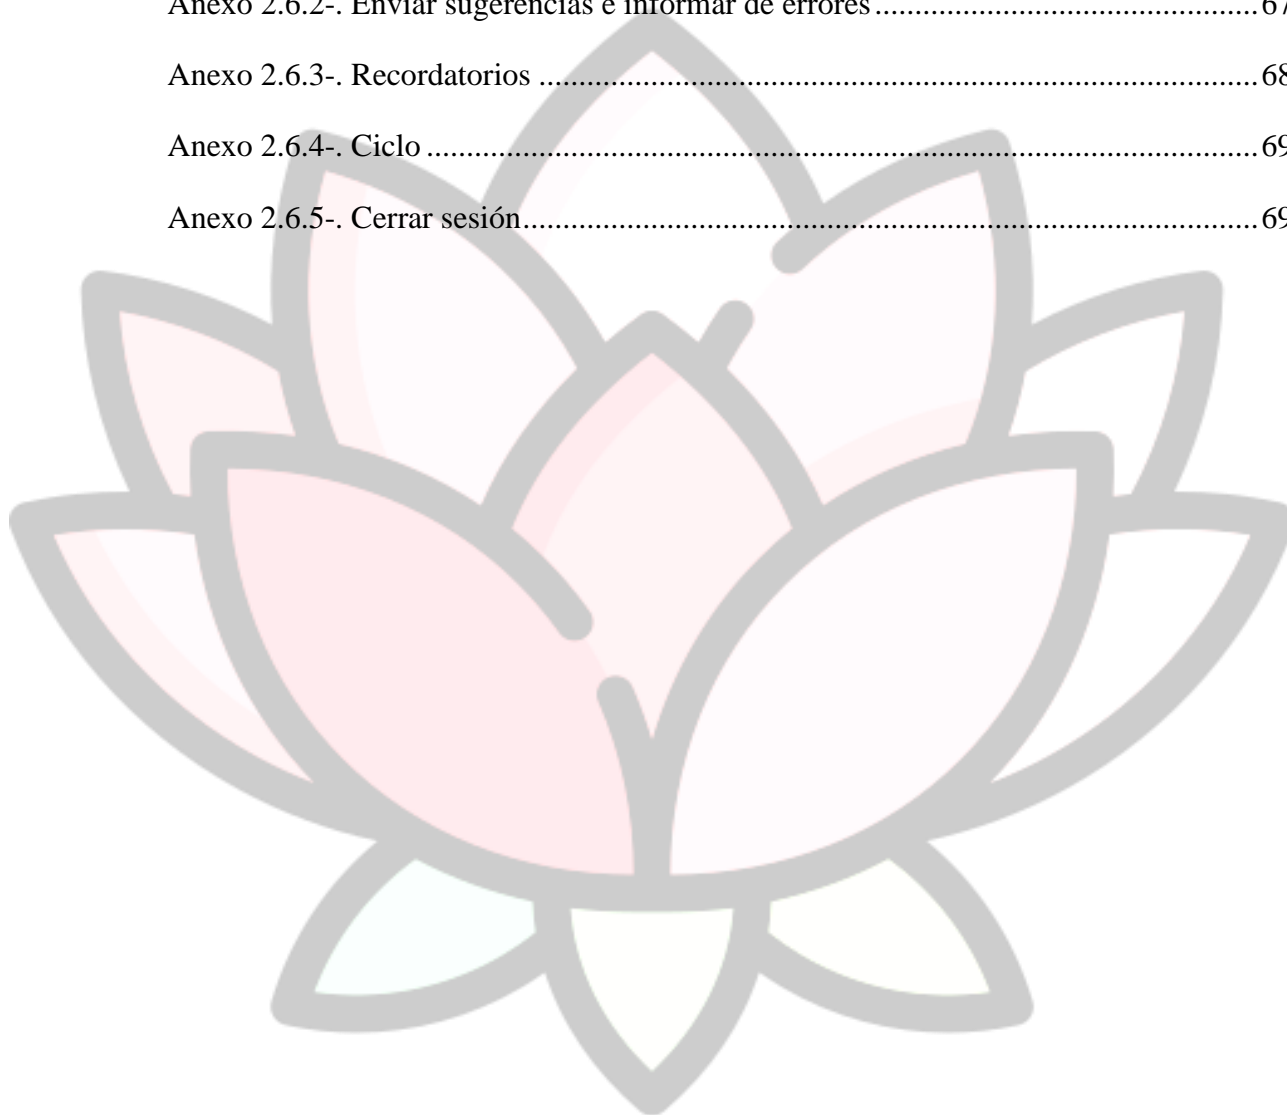 Anexo 2.6.2-. Enviar sugerencias e informar de errores............................................... 67
Anexo 2.6.3-. Recordatorios .......................................................................................... 68
Anexo 2.6.4-. Ciclo ........................................................................................................ 69
Anexo 2.6.5-. Cerrar sesión............................................................................................ 69